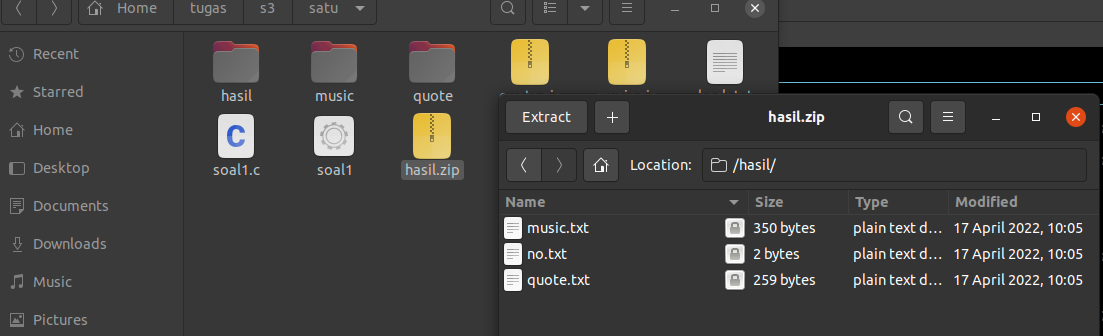 Home tugas s3 satu
Recent
Starred
Home
Desktop
Documents
Downloads
Music
Pictures
hasil music quote
soal1.c soal1 hasil.zip
Extract hasil.zip
Location: /hasil/
Name Size Type Modified
music.txt 350 bytes plain text d… 17 April 2022, 10:05
no.txt 2 bytes plain text d… 17 April 2022, 10:05
quote.txt 259 bytes plain text d… 17 April 2022, 10:05